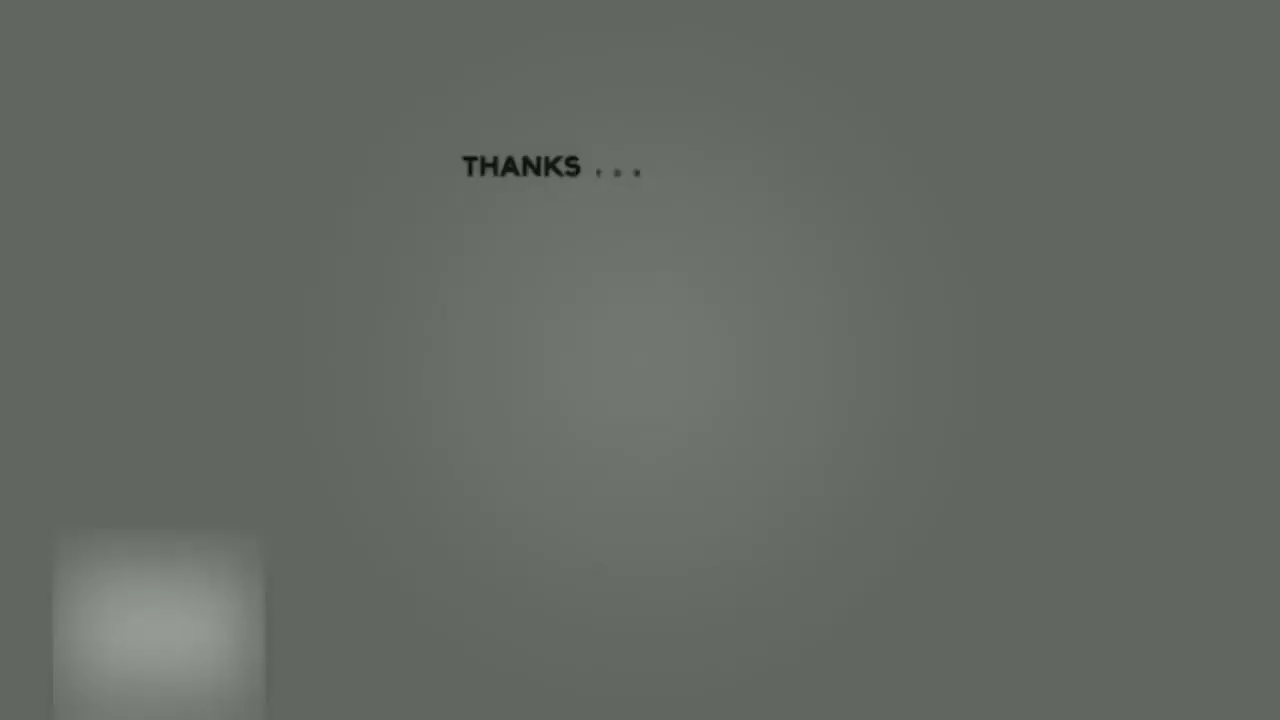 THANKS . . .